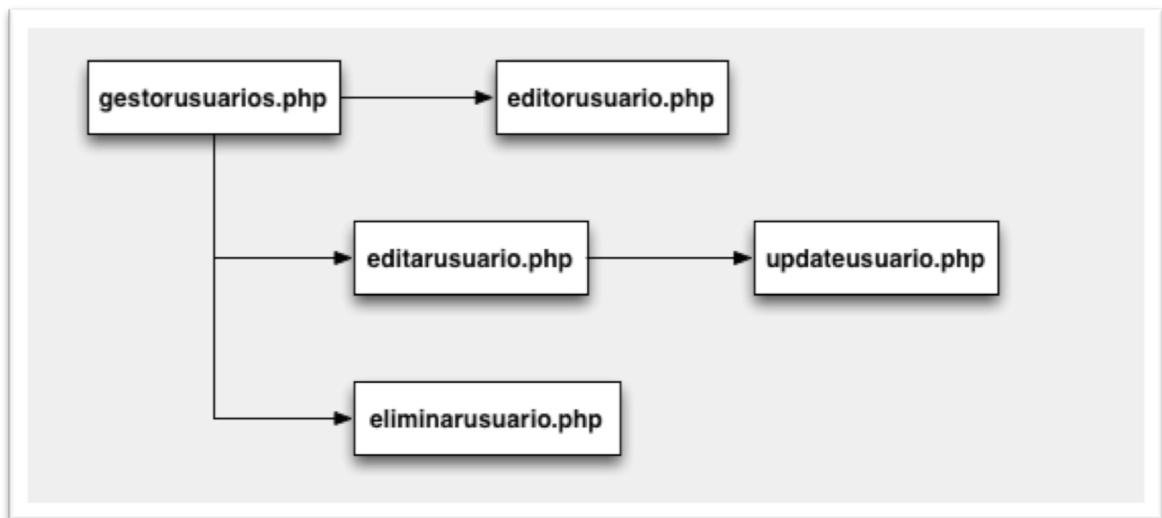 gestorusuarios.php
editorusuario.php
editarusuario.php
updateusuario.php
eliminarusuario.php